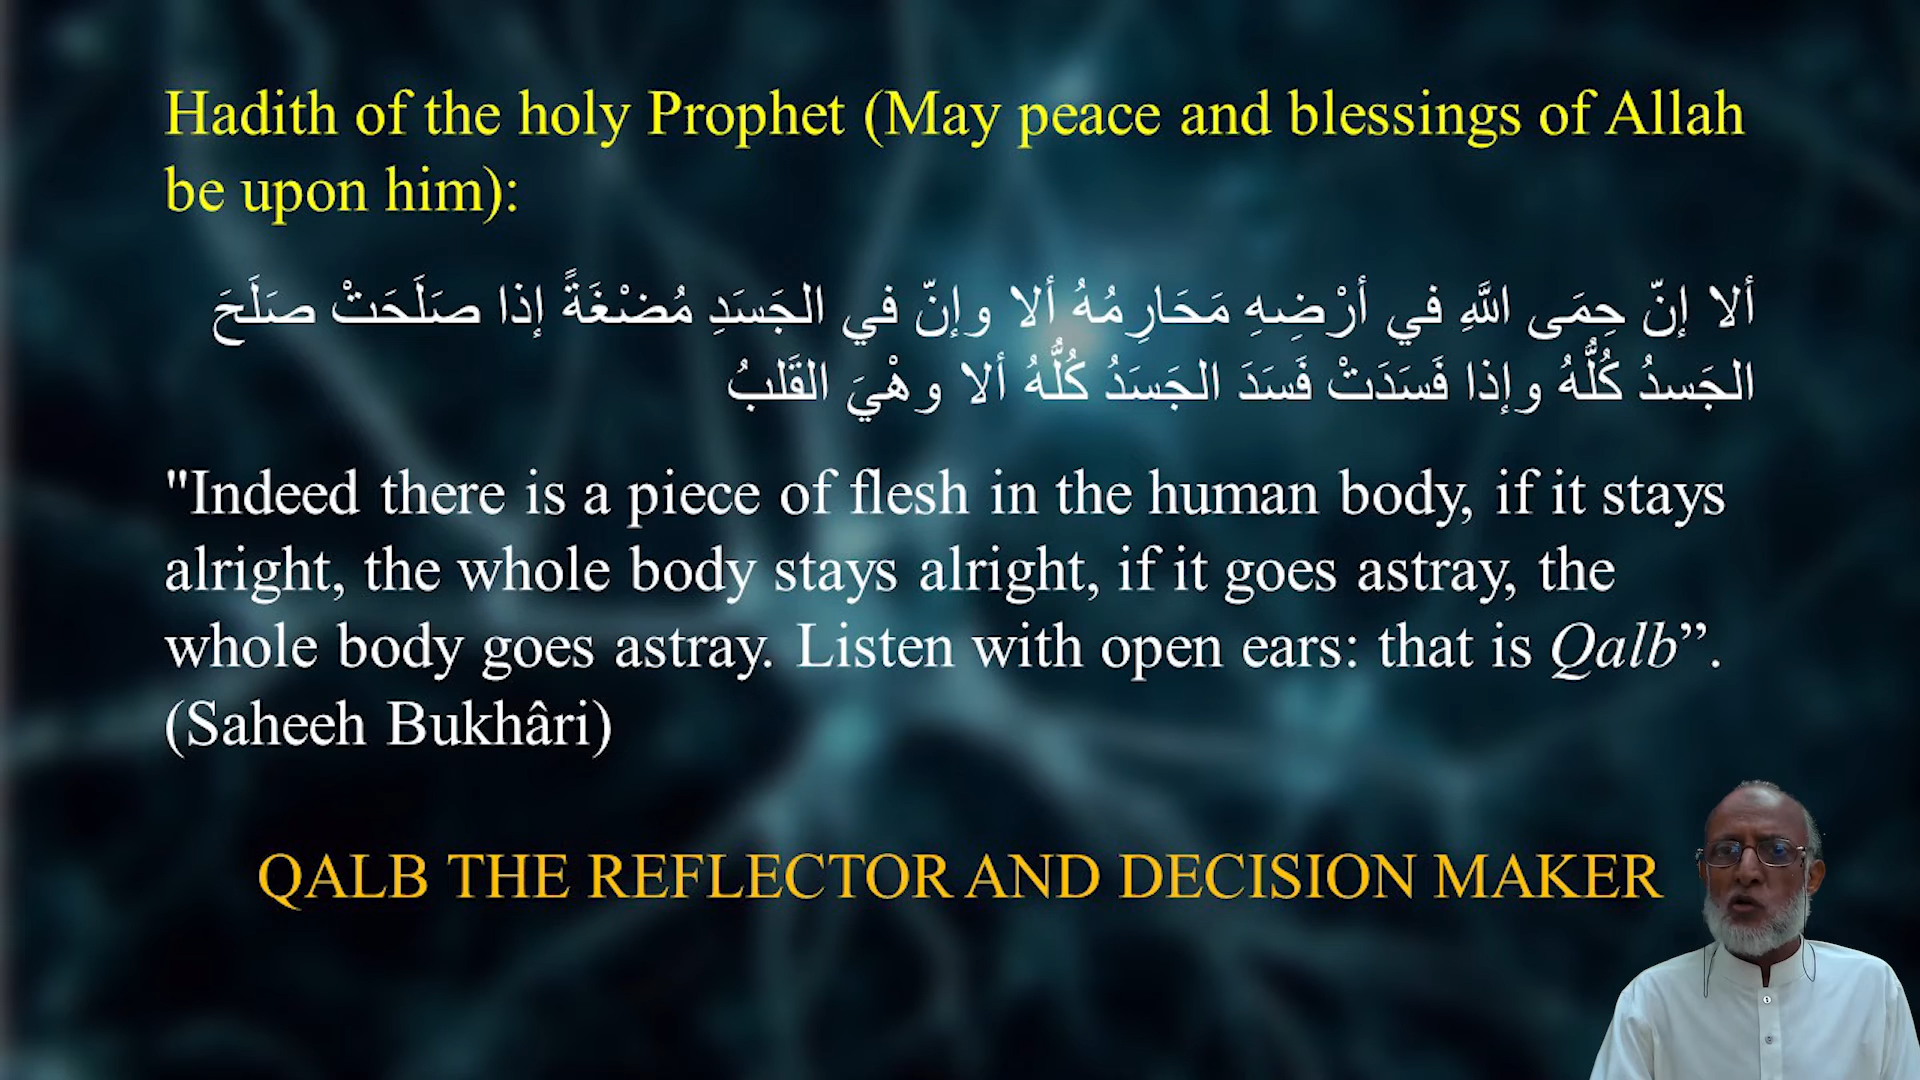 Hadith of the holy Prophet (May peace and blessings of Allah
be upon him):
ألا إنّ حِمَى اللَّهِ في أرْضِهِ مَحَارِمُهُ ألا وإنّ في الجَسَدِ مُضْغَةً إذا صَلَحَتْ صَلَحَ
الجَسدُ كُلُّهُ وإذا فَسَدَتْ فَسَدَ الجَسَدُ كُلُّهُ ألا وهْيَ القَلبُ
"Indeed there is a piece of flesh in the human body, if it stays
alright, the whole body stays alright, if it goes astray, the
whole body goes astray. Listen with open ears: that is Qalb”.
(Saheeh Bukhâri)
QALB THE REFLECTOR AND DECISION MAKER